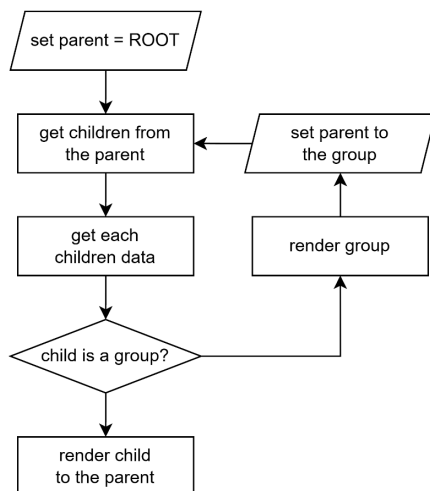 set parent = ROOT
get children from
the parent
set parent to
the group
get each
children data
render group
child is a group?
render child
to the parent